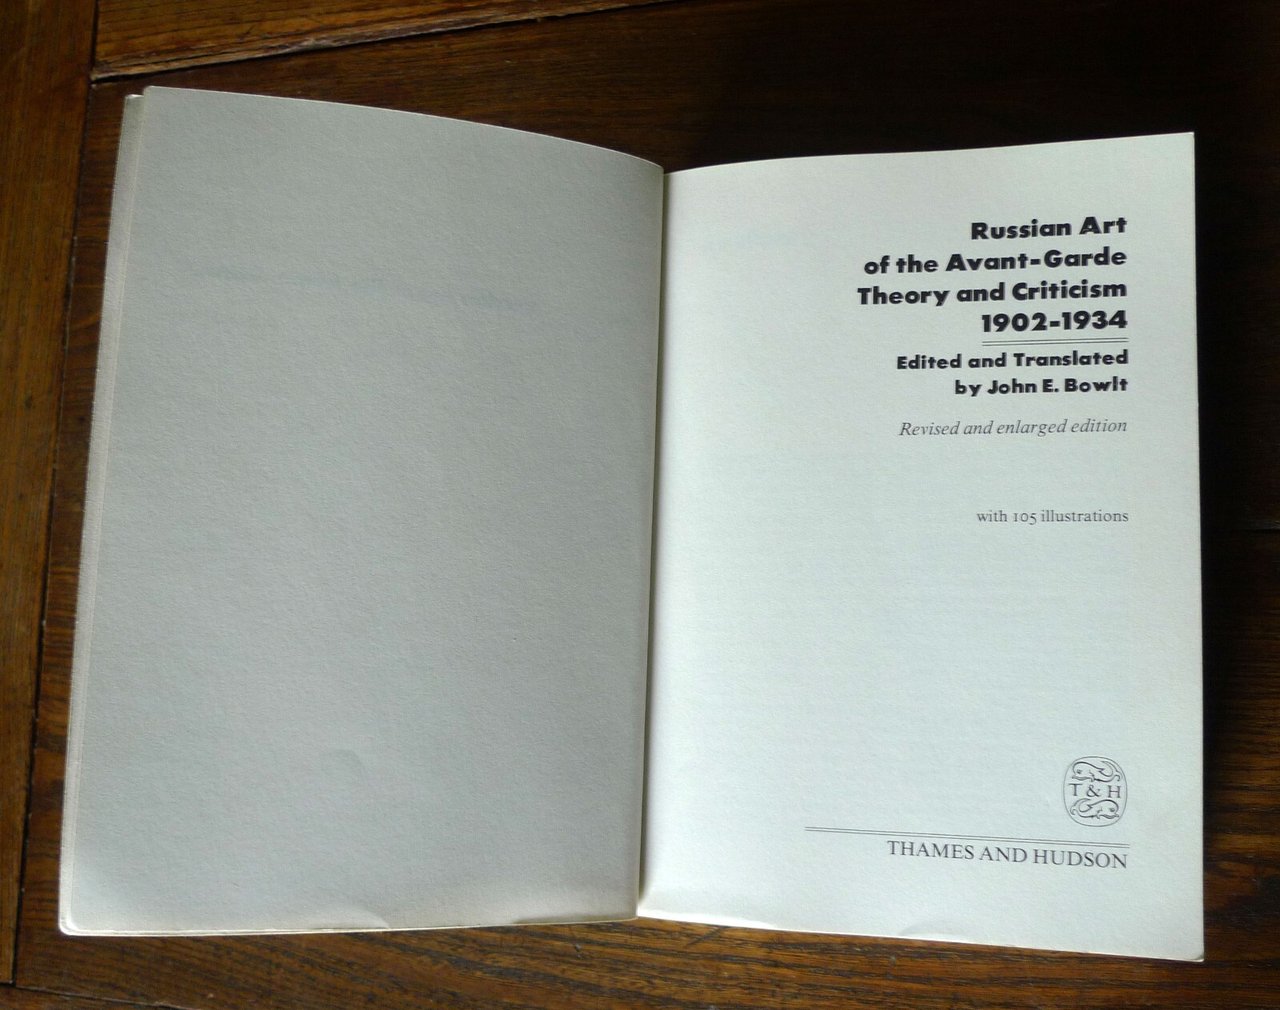 Russian Art
of the Avant-Garde
Theory and Criticism
1902-1934
Edited and Translated
by John E. Bowlt
Revised and enlarged edition
with 105 illustrations
T & H
THAMES AND HUDSON